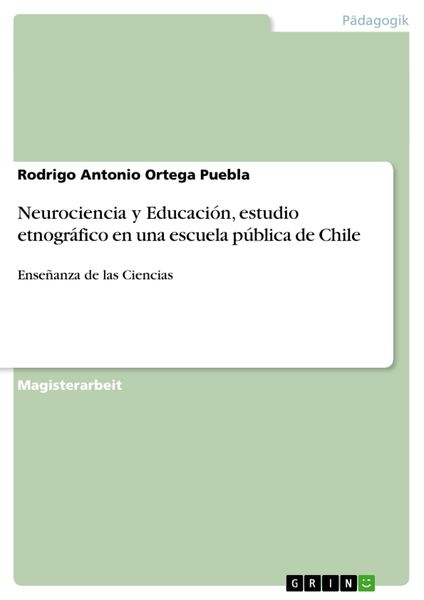 Pädagogik
Rodrigo Antonio Ortega Puebla
Neurociencia y Educación, estudio
etnográfico en una escuela pública de Chile
Enseñanza de las Ciencias
Magisterarbeit
GRIN